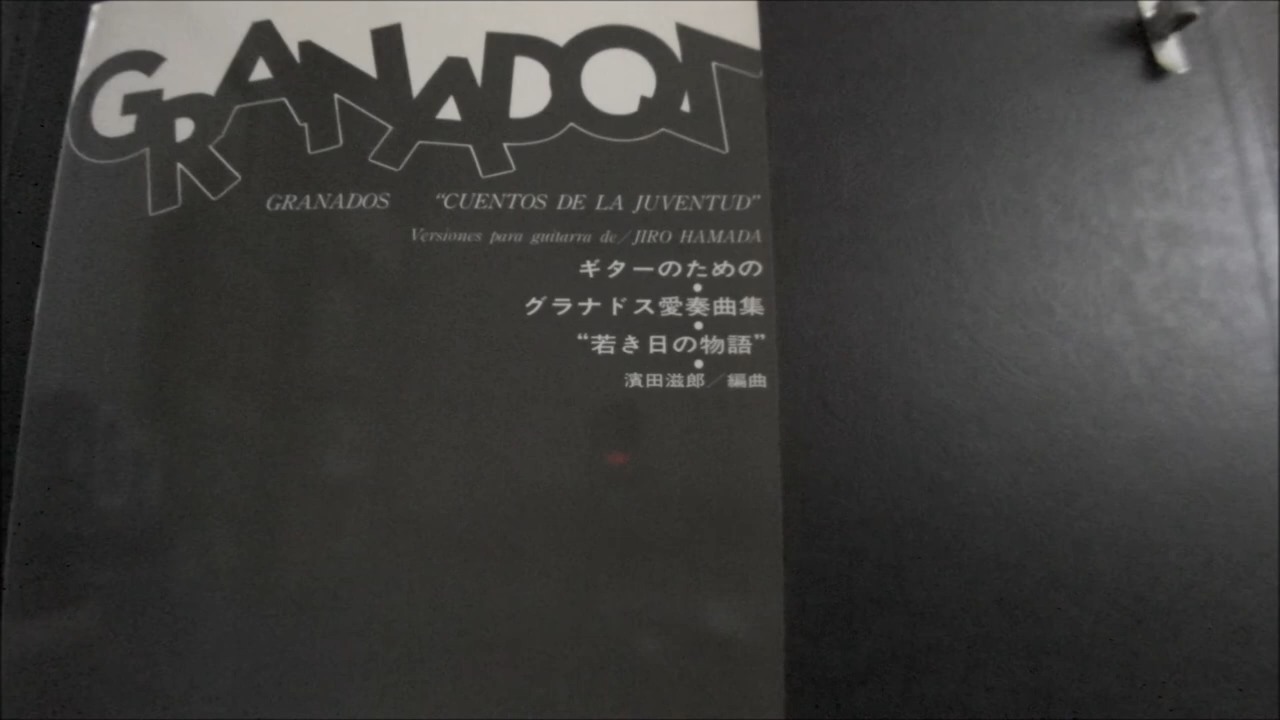 GRANADOS
GRANADOS “CUENTOS DE LA JUVENTUD”
Versiones para guitarra de／JIRO HAMADA
ギターのための
グラナドス愛奏曲集
“若き日の物語”
濱田滋郎／編曲